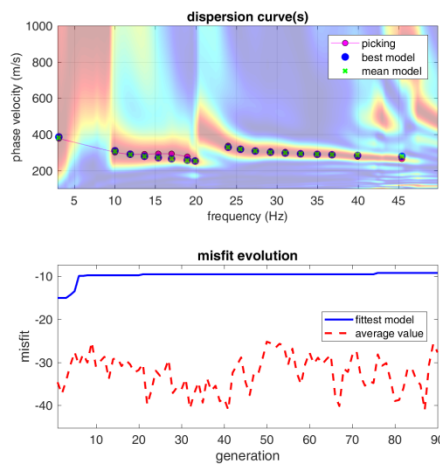 dispersion curve(s)
1000
800
600
400
200
phase velocity (m/s)
picking
best model
mean model
5 10 15 20 25 30 35 40 45
frequency (Hz)
misfit evolution
-10
-20
-30
-40
misfit
fittest model
average value
10 20 30 40 50 60 70 80 90
generation